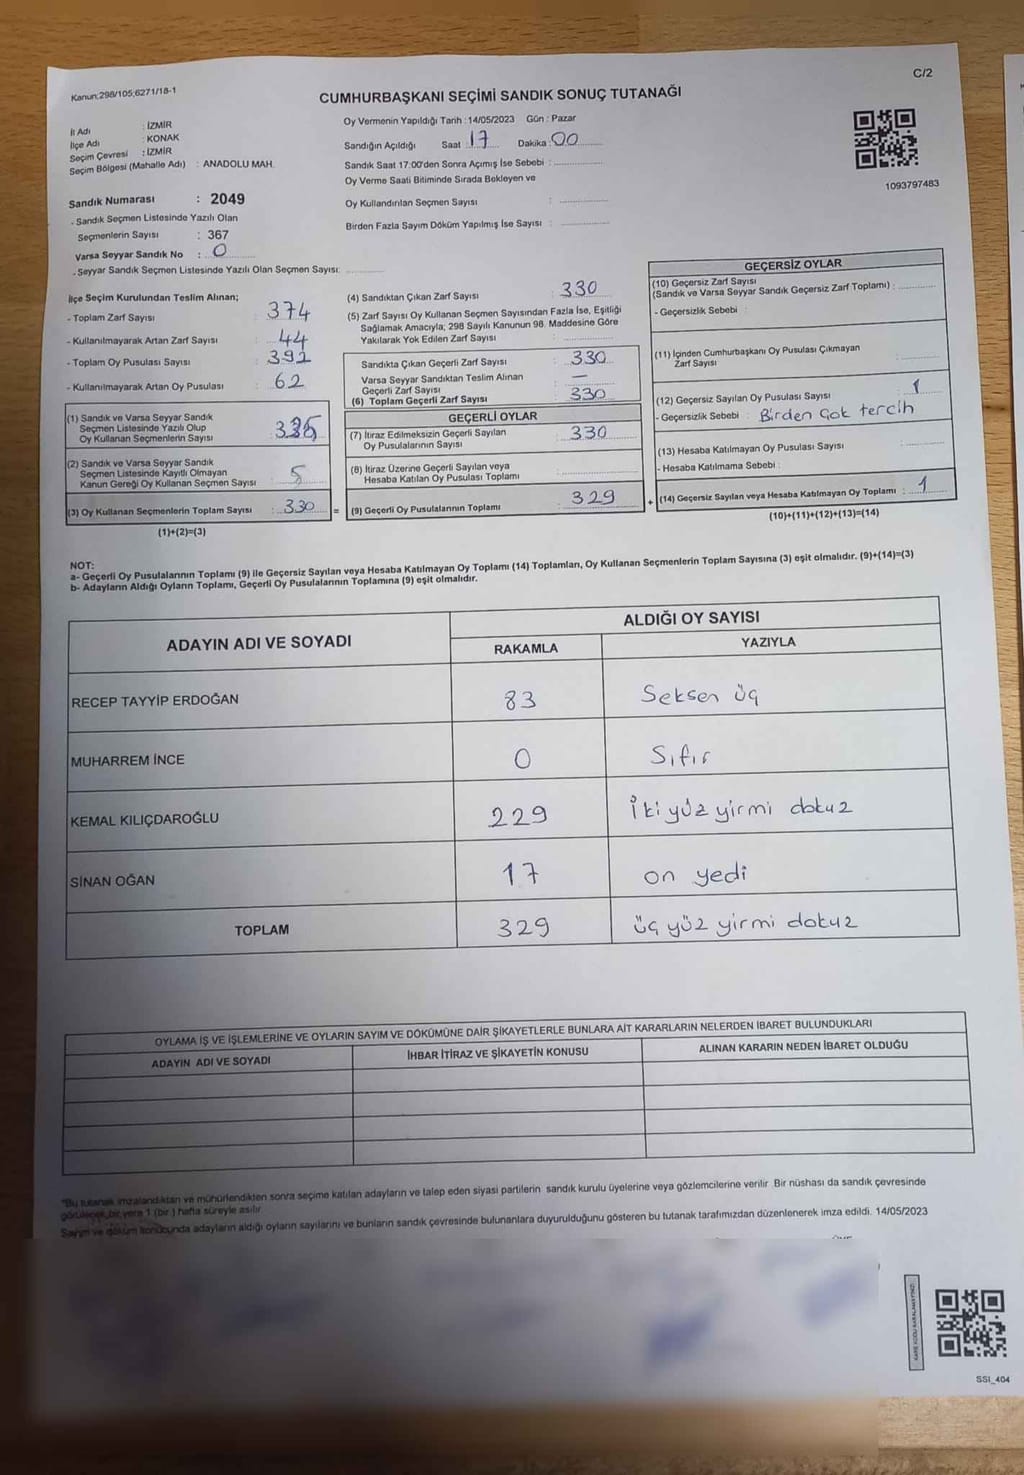 C/2
Kanun:298/105,6271/18-1
CUMHURBAŞKANI SEÇİMİ SANDIK SONUÇ TUTANAĞI
İl Adı : İZMİR
İlçe Adı : KONAK
Seçim Çevresi : İZMİR
Seçim Bölgesi (Mahalle Adı) : ANADOLU MAH.
Oy Vermenin Yapıldığı Tarih : 14/05/2023 Gün : Pazar
Sandığın Açıldığı Saat : 17 Dakika : 00
Sandık Saat 17:00'den Sonra Açımış İse Sebebi :
Oy Verme Saati Bitiminde Sırada Bekleyen ve
Oy Kullandırılan Seçmen Sayısı :
Birden Fazla Sayım Döküm Yapılmış İse Sayısı :
1093797483
Sandık Numarası : 2049
- Sandık Seçmen Listesinde Yazılı Olan
Seçmenlerin Sayısı : 367
Varsa Seyyar Sandık No : 0
- Seyyar Sandık Seçmen Listesinde Yazılı Olan Seçmen Sayısı:
İlçe Seçim Kurulundan Teslim Alınan;
- Toplam Zarf Sayısı : 374
- Kullanılmayarak Artan Zarf Sayısı : 44
- Toplam Oy Pusulası Sayısı : 392
- Kullanılmayarak Artan Oy Pusulası : 62
(1) Sandık ve Varsa Seyyar Sandık
Seçmen Listesinde Yazılı Olup
Oy Kullanan Seçmenlerin Sayısı :
(2) Sandık ve Varsa Seyyar Sandık
Seçmen Listesinde Kayıtlı Olmayan
Kanun Gereği Oy Kullanan Seçmen Sayısı : 5
(3) Oy Kullanan Seçmenlerin Toplam Sayısı : 330
(1)+(2)=(3)
=
(4) Sandıktan Çıkan Zarf Sayısı : 330
(5) Zarf Sayısı Oy Kullanan Seçmen Sayısından Fazla İse, Eşitliği
Sağlamak Amacıyla; 298 Sayılı Kanunun 98. Maddesine Göre
Yakılarak Yok Edilen Zarf Sayısı :
Sandıkta Çıkan Geçerli Zarf Sayısı : 330
Varsa Seyyar Sandıktan Teslim Alınan
Geçerli Zarf Sayısı : —
(6) Toplam Geçerli Zarf Sayısı : 330
GEÇERLİ OYLAR
(7) İtiraz Edilmeksizin Geçerli Sayılan
Oy Pusulalarının Sayısı : 330
(8) İtiraz Üzerine Geçerli Sayılan veya
Hesaba Katılan Oy Pusulası Toplamı :
(9) Geçerli Oy Pusulalarının Toplamı : 329
+
GEÇERSİZ OYLAR
(10) Geçersiz Zarf Sayısı
(Sandık ve Varsa Seyyar Sandık Geçersiz Zarf Toplamı) :
- Geçersizlik Sebebi :
(11) İçinden Cumhurbaşkanı Oy Pusulası Çıkmayan
Zarf Sayısı :
(12) Geçersiz Sayılan Oy Pusulası Sayısı : 1
- Geçersizlik Sebebi : Birden çok tercih
(13) Hesaba Katılmayan Oy Pusulası Sayısı :
- Hesaba Katılmama Sebebi :
(14) Geçersiz Sayılan veya Hesaba Katılmayan Oy Toplamı : 1
(10)+(11)+(12)+(13)=(14)
NOT:
a- Geçerli Oy Pusulalarının Toplamı (9) ile Geçersiz Sayılan veya Hesaba Katılmayan Oy Toplamı (14) Toplamları, Oy Kullanan Seçmenlerin Toplam Sayısına (3) eşit olmalıdır. (9)+(14)=(3)
b- Adayların Aldığı Oyların Toplamı, Geçerli Oy Pusulalarının Toplamına (9) eşit olmalıdır.
ADAYIN ADI VE SOYADI ALDIĞI OY SAYISI
RAKAMLA YAZIYLA
RECEP TAYYİP ERDOĞAN 83 Seksen üç
MUHARREM İNCE 0 Sıfır
KEMAL KILIÇDAROĞLU 229 İki yüz yirmi dokuz
SİNAN OĞAN 17 on yedi
TOPLAM 329 üç yüz yirmi dokuz
OYLAMA İŞ VE İŞLEMLERİNE VE OYLARIN SAYIM VE DÖKÜMÜNE DAİR ŞİKAYETLERLE BUNLARA AİT KARARLARIN NELERDEN İBARET BULUNDUKLARI
ADAYIN ADI VE SOYADI İHBAR İTİRAZ VE ŞİKAYETİN KONUSU ALINAN KARARIN NEDEN İBARET OLDUĞU
*Bu tutanak imzalandıktan ve mühürlendikten sonra seçime katılan adayların ve talep eden siyasi partilerin sandık kurulu üyelerine veya gözlemcilerine verilir. Bir nüshası da sandık çevresinde
görülecek bir yere 1 (bir ) hafta süreyle asılır.
Sayım ve döküm konucunda adayların aldığı oyların sayılarını ve bunların sandık çevresinde bulunanlara duyurulduğunu gösteren bu tutanak tarafımızdan düzenlenerek imza edildi. 14/05/2023
SSI_404